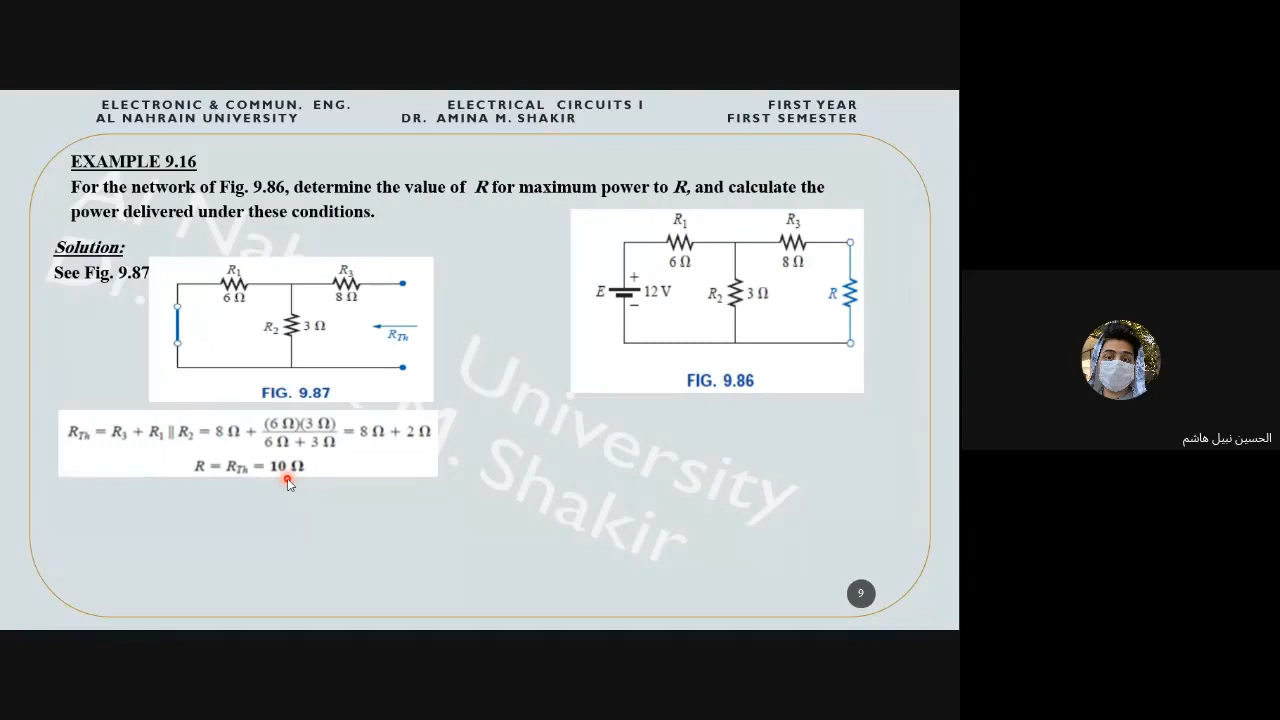 ELECTRONIC & COMMUN. ENG. ELECTRICAL CIRCUITS I FIRST YEAR
AL NAHRAIN UNIVERSITY DR. AMINA M. SHAKIR FIRST SEMESTER
EXAMPLE 9.16
For the network of Fig. 9.86, determine the value of R for maximum power to R, and calculate the
power delivered under these conditions.
Solution:
See Fig. 9.87
R1
6 Ω
R3
8 Ω
R2 3 Ω
RTh
FIG. 9.87
R1
6 Ω
R3
8 Ω
E + 12 V −
R2 3 Ω
R
FIG. 9.86
RTh = R3 + R1 ∥ R2 = 8 Ω + (6 Ω)(3 Ω) / 6 Ω + 3 Ω = 8 Ω + 2 Ω
R = RTh = 10 Ω
University
M. Shakir
9
الحسين نبيل هاشم